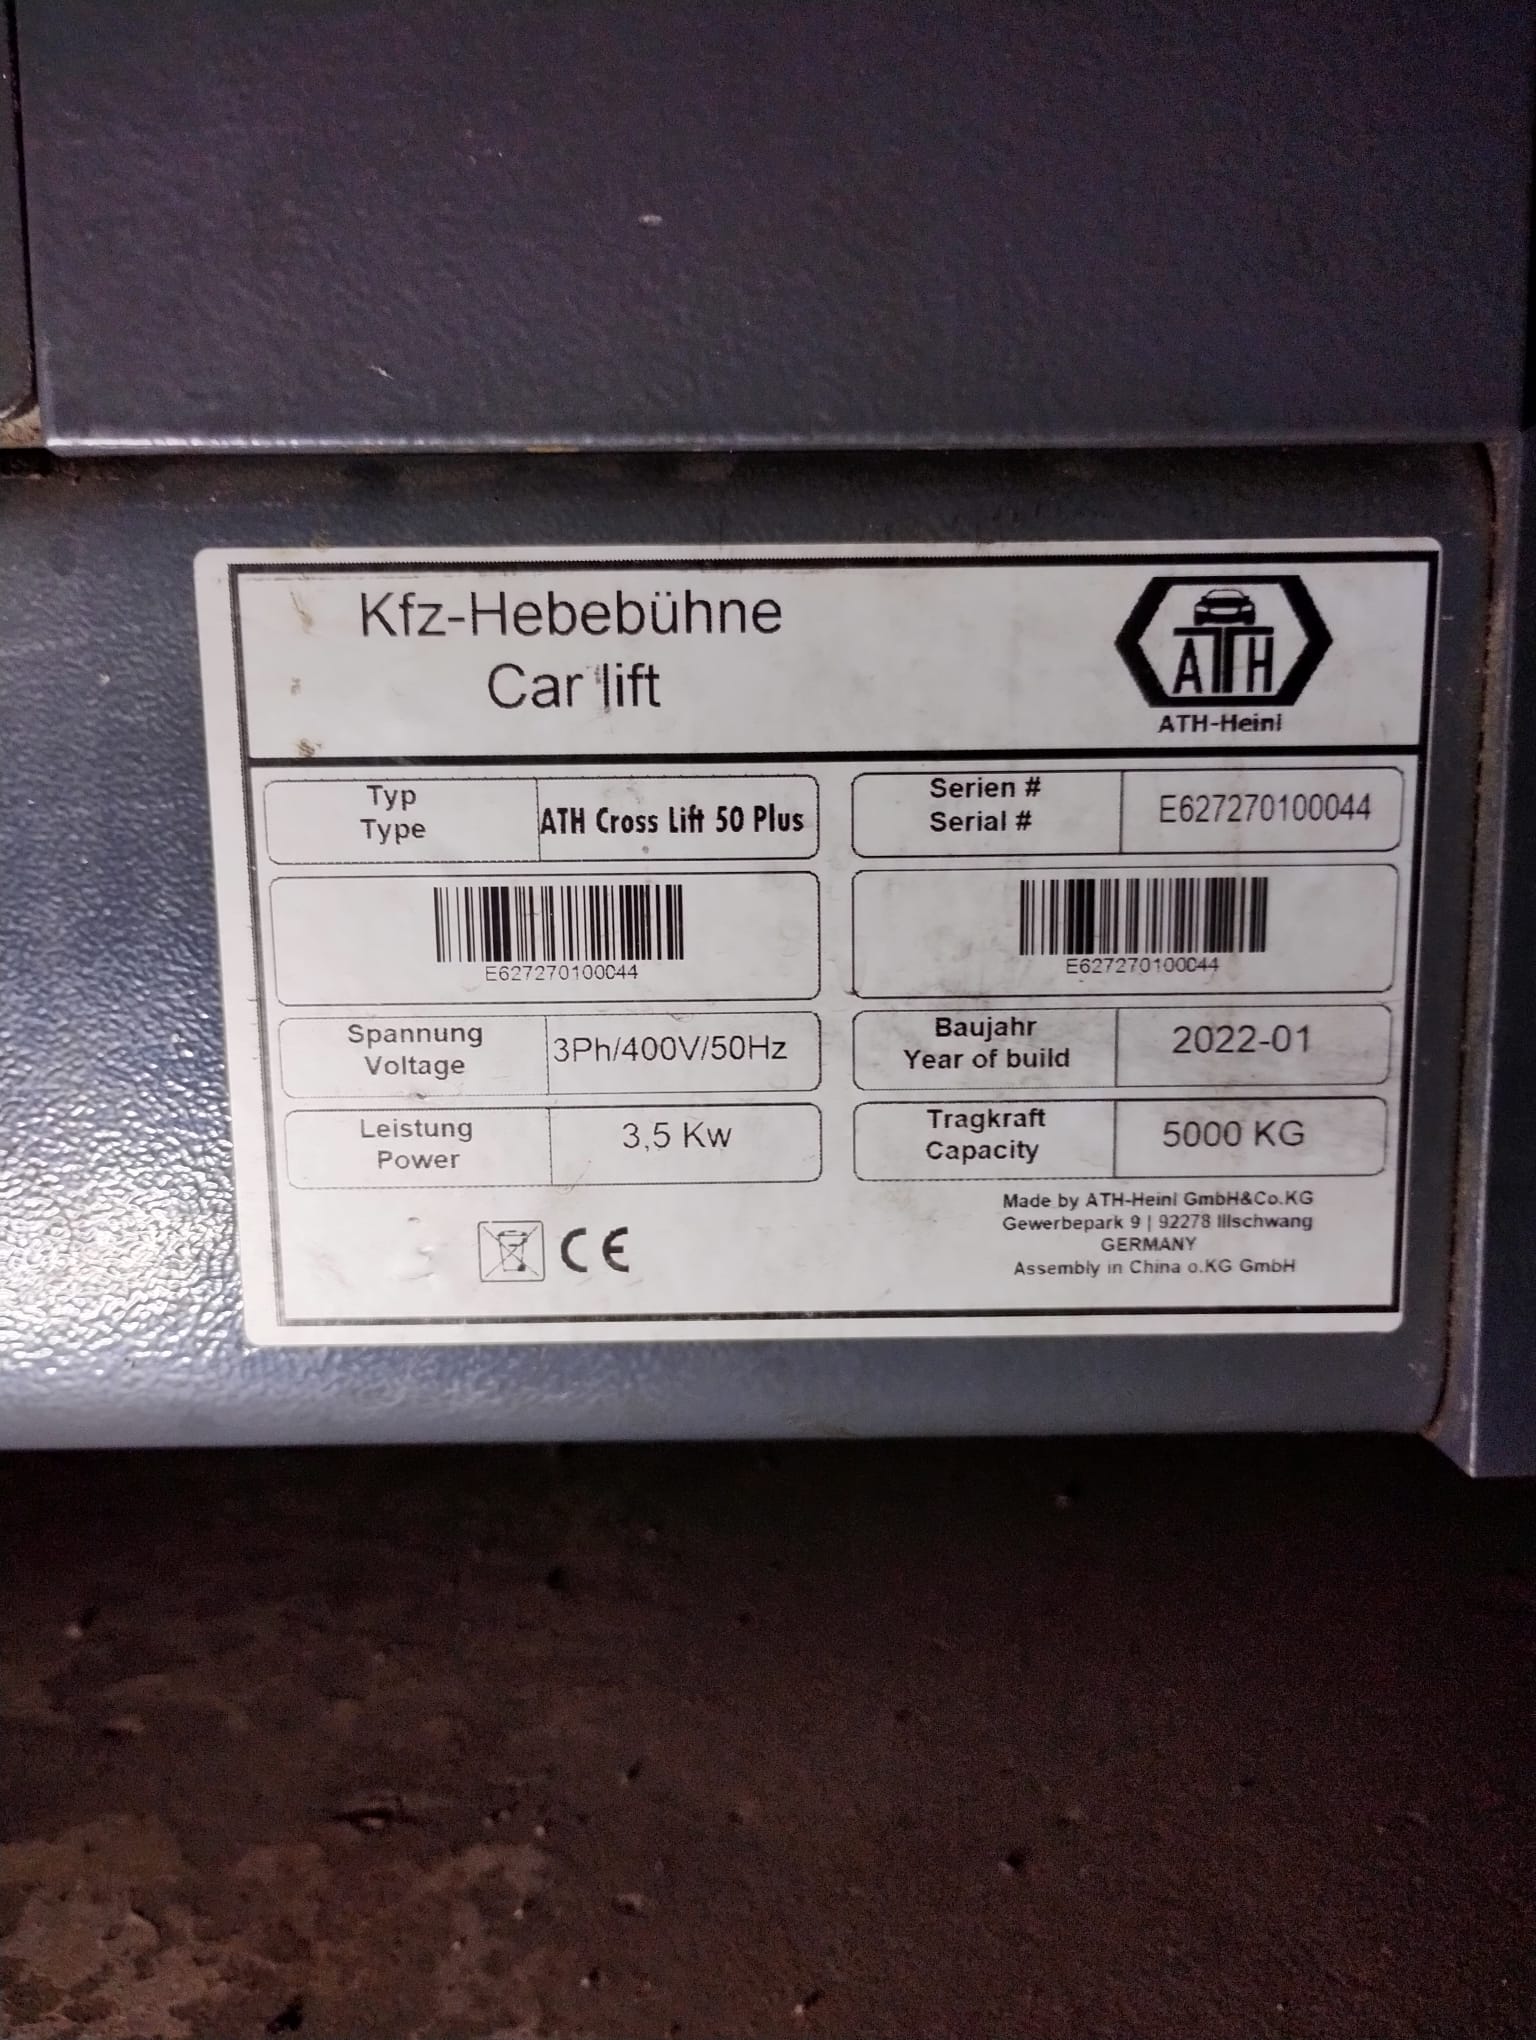 Kfz-Hebebühne
Car lift
ATH
ATH-Heinl
Typ
Type
ATH Cross Lift 50 Plus
Serien #
Serial #
E627270100044
E627270100044
E627270100044
Spannung
Voltage
3Ph/400V/50Hz
Baujahr
Year of build
2022-01
Leistung
Power
3,5 Kw
Tragkraft
Capacity
5000 KG
CE
Made by ATH-Heinl GmbH&Co.KG
Gewerbepark 9 | 92278 Illschwang
GERMANY
Assembly in China o.KG GmbH